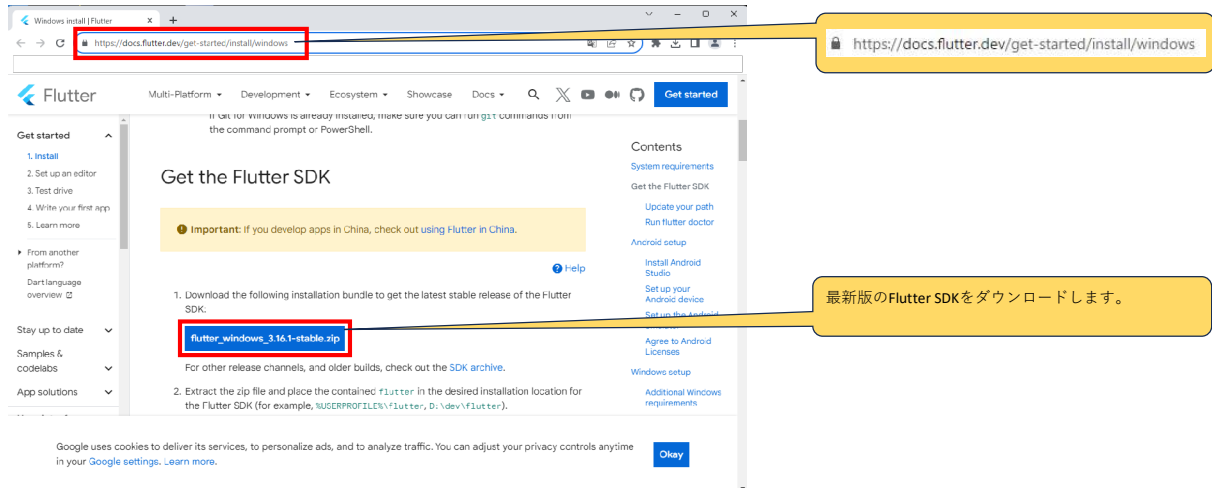 Windows install | Flutter
https://docs.flutter.dev/get-started/install/windows
https://docs.flutter.dev/get-started/install/windows
Flutter
Multi-Platform
Development
Ecosystem
Showcase
Docs
Get started
Get started
1. Install
2. Set up an editor
3. Test drive
4. Write your first app
5. Learn more
From another
platform?
Dart language
overview
Stay up to date
Samples &
codelabs
App solutions
If Git for Windows is already installed, make sure you can run git commands from
the command prompt or PowerShell.
Get the Flutter SDK
Important: If you develop apps in China, check out using Flutter in China.
Help
1. Download the following installation bundle to get the latest stable release of the Flutter
SDK:
flutter_windows_3.16.1-stable.zip
For other release channels, and older builds, check out the SDK archive.
2. Extract the zip file and place the contained flutter in the desired installation location for
the Flutter SDK (for example, %USERPROFILE%\flutter, D:\dev\flutter).
Contents
System requirements
Get the Flutter SDK
Update your path
Run flutter doctor
Android setup
Install Android
Studio
Set up your
Android device
Set up the Android
Agree to Android
Licenses
Windows setup
Additional Windows
requirements
最新版のFlutter SDKをダウンロードします。
Google uses cookies to deliver its services, to personalize ads, and to analyze traffic. You can adjust your privacy controls anytime
in your Google settings. Learn more.
Okay